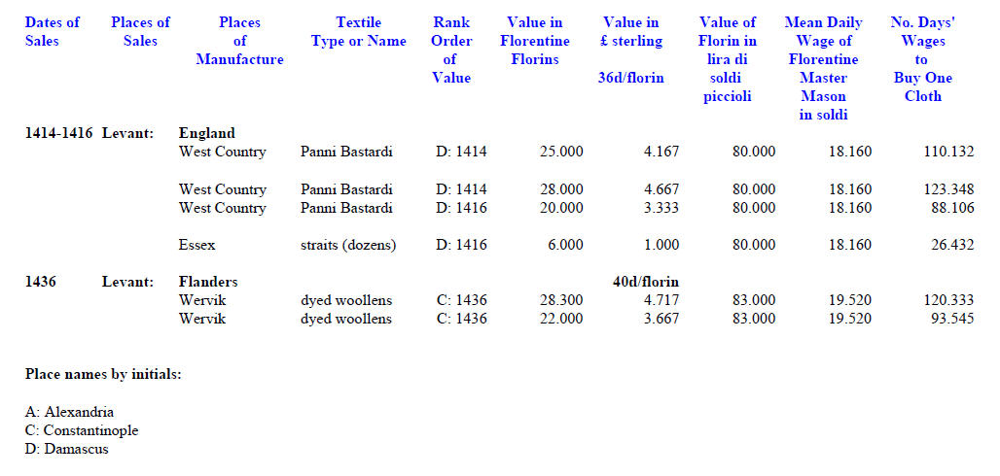 Dates of Places of Places Textile Rank Value in Value in Value of Mean Daily No. Days'
Sales Sales of Type or Name Order Florentine £ sterling Florin in Wage of Wages
Manufacture of Florins lira di Florentine to
Value 36d/florin soldi Master Buy One
piccioli Mason Cloth
in soldi
1414-1416 Levant: England
West Country Panni Bastardi D: 1414 25.000 4.167 80.000 18.160 110.132
West Country Panni Bastardi D: 1414 28.000 4.667 80.000 18.160 123.348
West Country Panni Bastardi D: 1416 20.000 3.333 80.000 18.160 88.106
Essex straits (dozens) D: 1416 6.000 1.000 80.000 18.160 26.432
1436 Levant: Flanders 40d/florin
Wervik dyed woollens C: 1436 28.300 4.717 83.000 19.520 120.333
Wervik dyed woollens C: 1436 22.000 3.667 83.000 19.520 93.545
Place names by initials:
A: Alexandria
C: Constantinople
D: Damascus